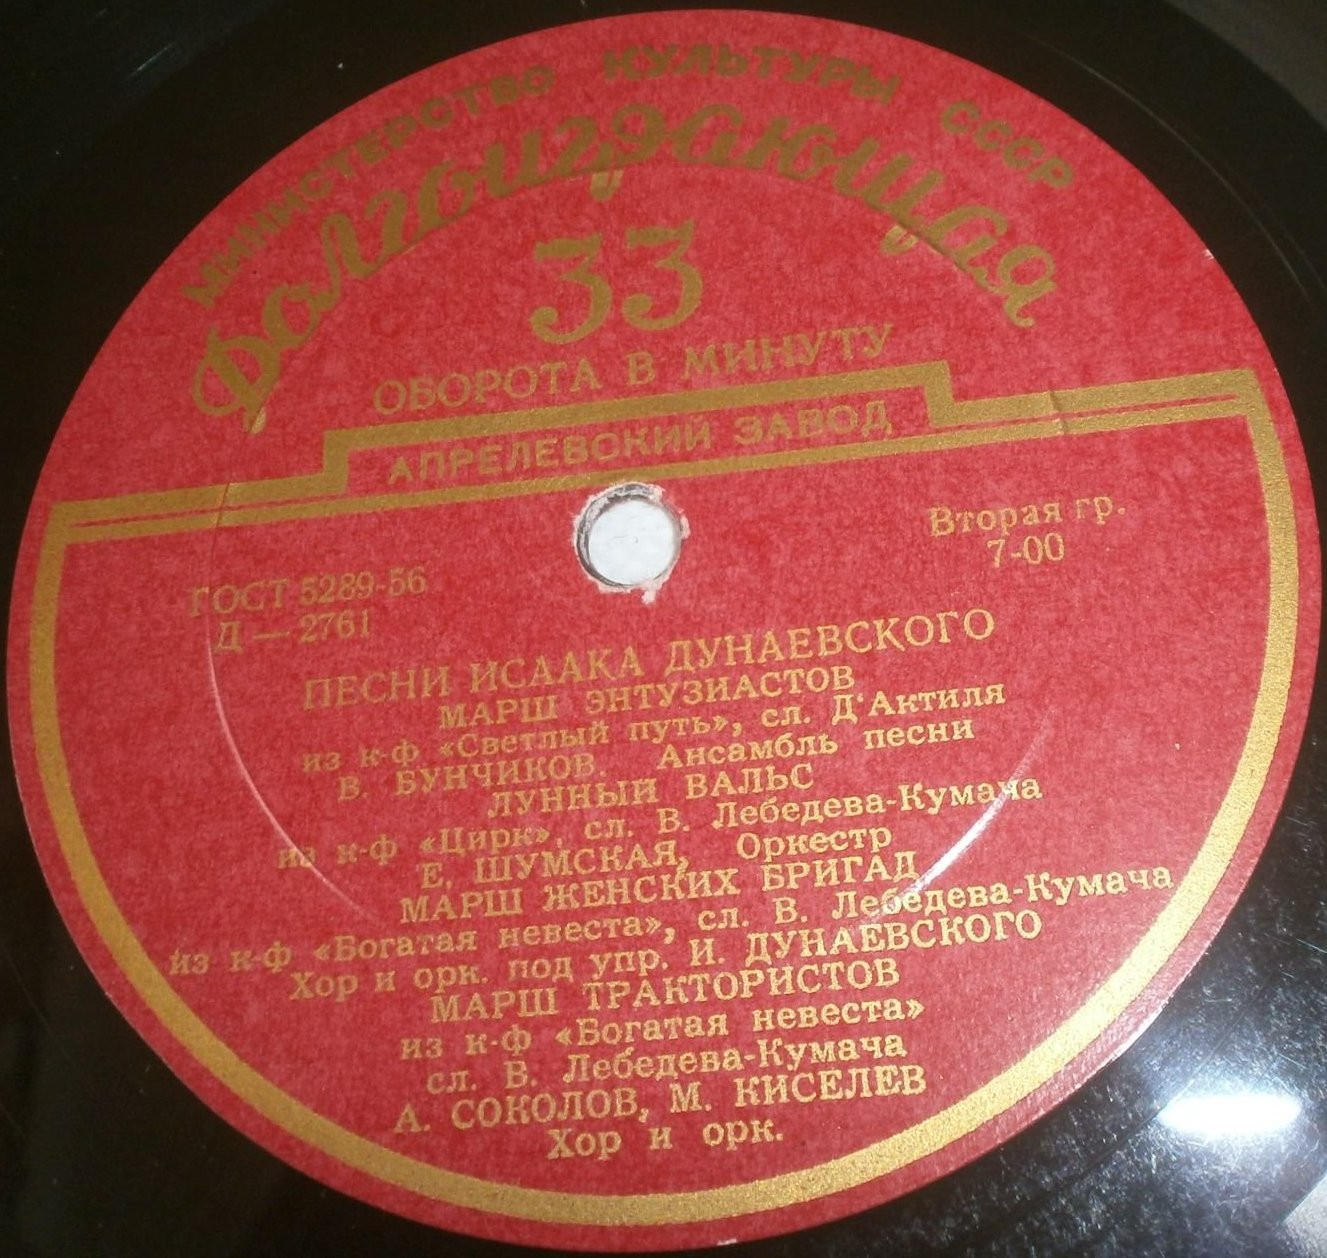 МИНИСТЕРСТВО КУЛЬТУРЫ СССР
Долгоиграющая
33
ОБОРОТА В МИНУТУ
АПРЕЛЕВСКИЙ ЗАВОД
Вторая гр.
7-00
ГОСТ 5289-56
Д — 2761
ПЕСНИ ИСААКА ДУНАЕВСКОГО
МАРШ ЭНТУЗИАСТОВ
из к-ф «Светлый путь», сл. Д'Актиля
В. БУНЧИКОВ. Ансамбль песни
ЛУННЫЙ ВАЛЬС
из к-ф «Цирк», сл. В. Лебедева-Кумача
Е. ШУМСКАЯ, Оркестр
МАРШ ЖЕНСКИХ БРИГАД
из к-ф «Богатая невеста», сл. В. Лебедева-Кумача
Хор и орк. под упр. И. ДУНАЕВСКОГО
МАРШ ТРАКТОРИСТОВ
из к-ф «Богатая невеста»
сл. В. Лебедева-Кумача
А. СОКОЛОВ, М. КИСЕЛЕВ
Хор и орк.